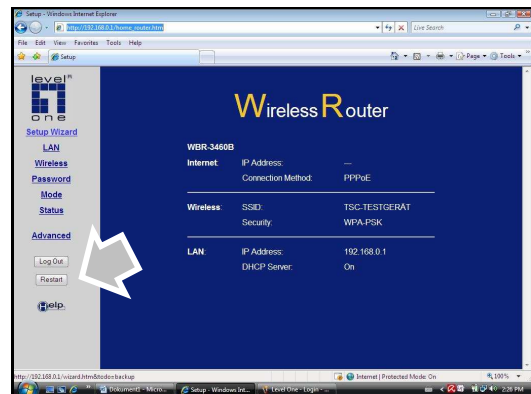 Setup - Windows Internet Explorer
http://192.168.0.1/home_router.htm
Live Search
File Edit View Favorites Tools Help
Setup
Page Tools
level
one
Wireless Router
Setup Wizard
LAN
Wireless
Password
Mode
Status
Advanced
Log Out
Restart
Help
WBR-3460B
Internet: IP Address: ---
Connection Method: PPPoE
Wireless: SSID: TSC-TESTGERÄT
Security: WPA-PSK
LAN: IP Address: 192.168.0.1
DHCP Server: On
http://192.168.0.1/wizard.htm&todo=backup
Internet | Protected Mode: On
100%
Dokument1 - Micro...
Setup - Windows Int...
Level One - Login - ...
2:28 PM